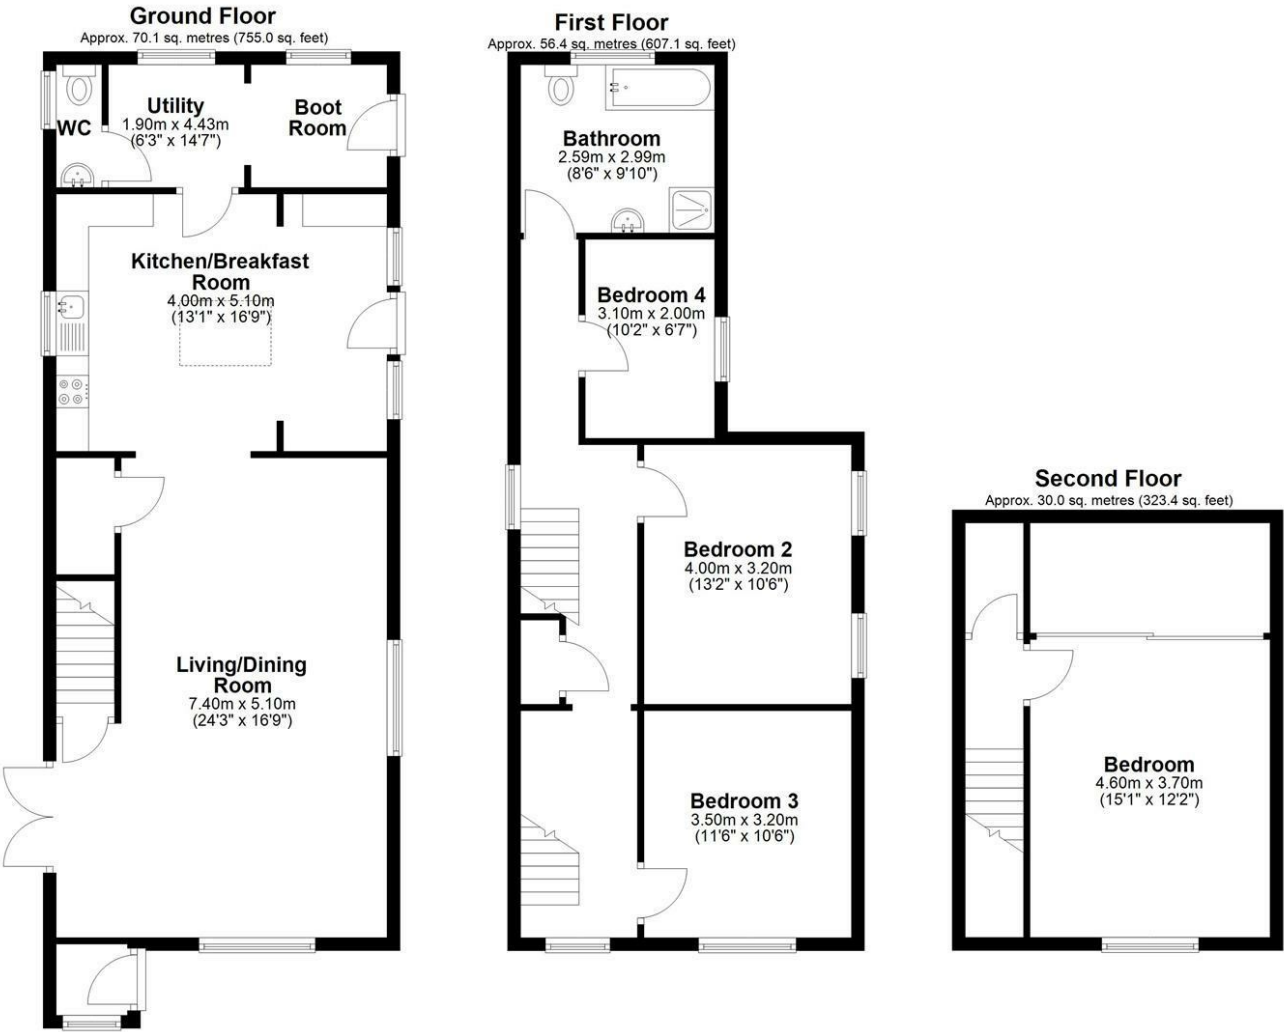 Ground Floor
Approx. 70.1 sq. metres (755.0 sq. feet)
WC
Utility
1.90m x 4.43m
(6'3" x 14'7")
Boot
Room
Kitchen/Breakfast
Room
4.00m x 5.10m
(13'1" x 16'9")
Living/Dining
Room
7.40m x 5.10m
(24'3" x 16'9")
First Floor
Approx. 56.4 sq. metres (607.1 sq. feet)
Bathroom
2.59m x 2.99m
(8'6" x 9'10")
Bedroom 4
3.10m x 2.00m
(10'2" x 6'7")
Bedroom 2
4.00m x 3.20m
(13'2" x 10'6")
Bedroom 3
3.50m x 3.20m
(11'6" x 10'6")
Second Floor
Approx. 30.0 sq. metres (323.4 sq. feet)
Bedroom
4.60m x 3.70m
(15'1" x 12'2")